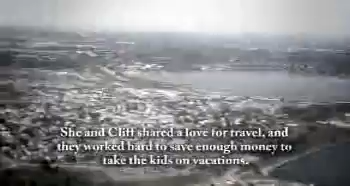 She and Cliff shared a love for travel, and
they worked hard to save enough money to
take the kids on vacations.